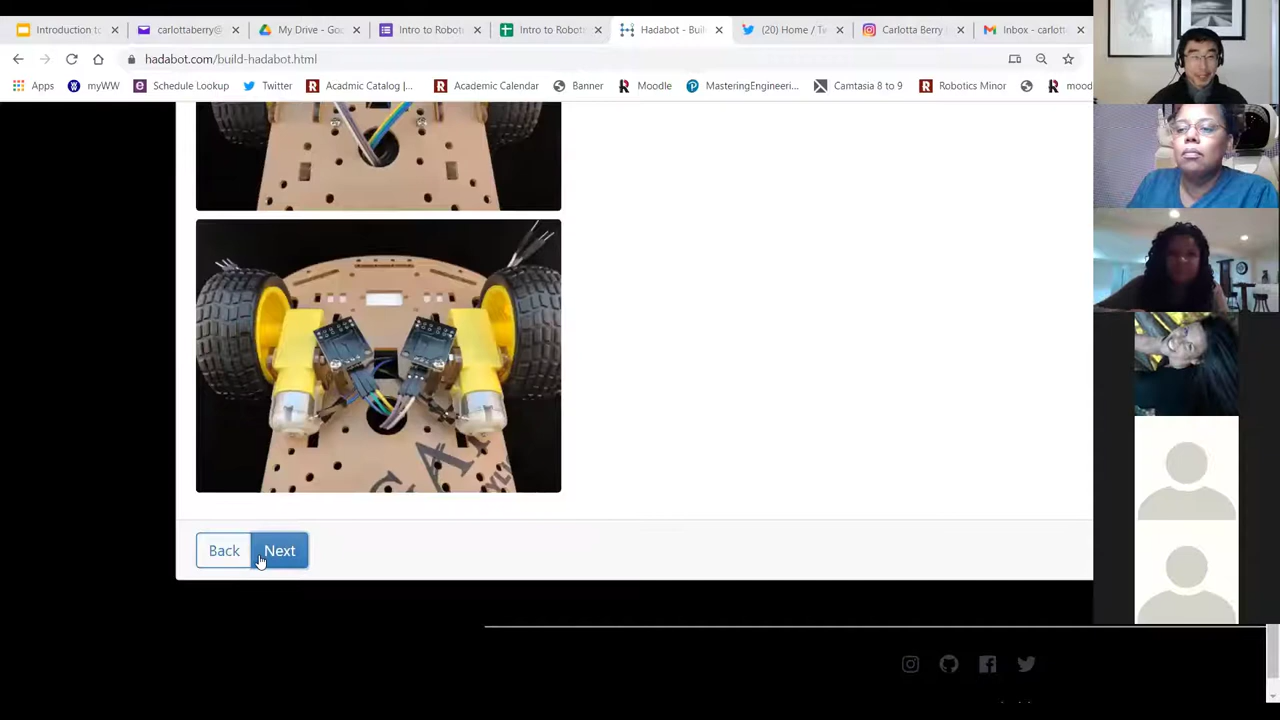 Introduction to
carlottaberry@
My Drive - Goo
Intro to Roboti
Intro to Robot
Hadabot - Buil
(20) Home / Tw
Carlotta Berry
Inbox - carlott
hadabot.com/build-hadabot.html
Apps
myWW
Schedule Lookup
Twitter
Acadmic Catalog |...
Academic Calendar
Banner
Moodle
MasteringEngineeri...
Camtasia 8 to 9
Robotics Minor
mood
Back
Next